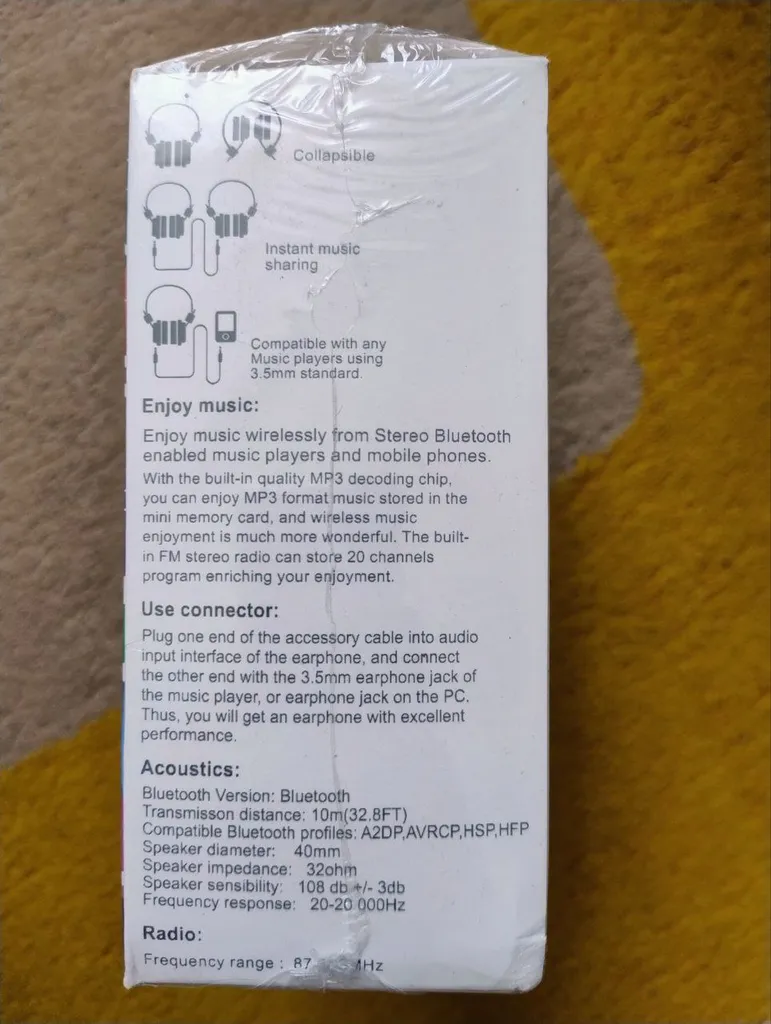 Collapsible
Instant music
sharing
Compatible with any
Music players using
3.5mm standard.
Enjoy music:
Enjoy music wirelessly from Stereo Bluetooth
enabled music players and mobile phones.
With the built-in quality MP3 decoding chip,
you can enjoy MP3 format music stored in the
mini memory card, and wireless music
enjoyment is much more wonderful. The built-
in FM stereo radio can store 20 channels
program enriching your enjoyment.
Use connector:
Plug one end of the accessory cable into audio
input interface of the earphone, and connect
the other end with the 3.5mm earphone jack of
the music player, or earphone jack on the PC.
Thus, you will get an earphone with excellent
performance.
Acoustics:
Bluetooth Version: Bluetooth
Transmisson distance: 10m(32.8FT)
Compatible Bluetooth profiles: A2DP,AVRCP,HSP,HFP
Speaker diameter: 40mm
Speaker impedance: 32ohm
Speaker sensibility: 108 db +/- 3db
Frequency response: 20-20 000Hz
Radio:
Frequency range :